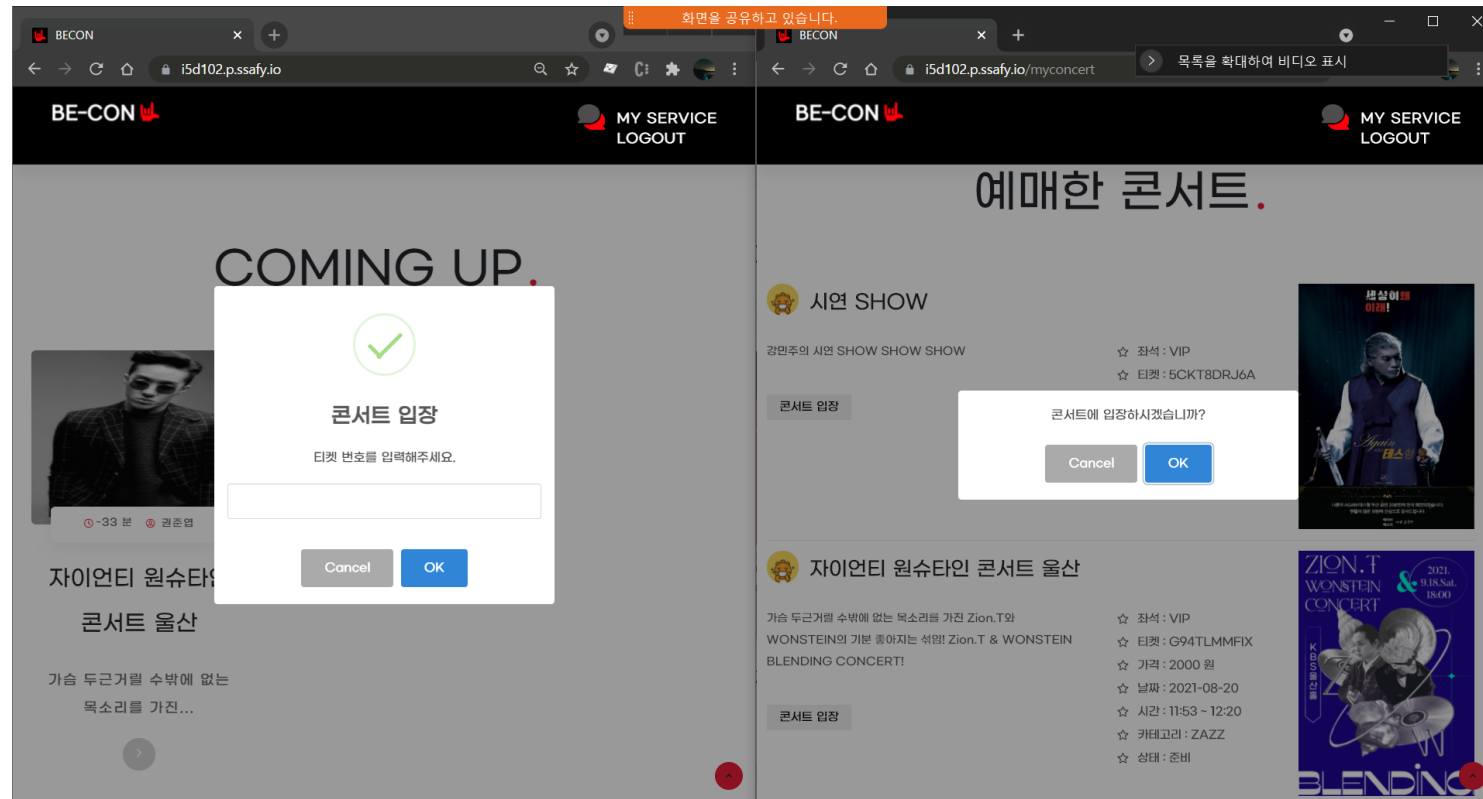 화면을 공유하고 있습니다.
BECON
i5d102.p.ssafy.io
BE-CON
MY SERVICE
LOGOUT
COMING UP.
콘서트 입장
티켓 번호를 입력해주세요.
Cancel
OK
-33 분
권준엽
자이언티 원슈타인
콘서트 울산
가슴 두근거릴 수밖에 없는
목소리를 가진...
BECON
i5d102.p.ssafy.io/myconcert
목록을 확대하여 비디오 표시
BE-CON
MY SERVICE
LOGOUT
예매한 콘서트.
시연 SHOW
강민주의 시연 SHOW SHOW SHOW
좌석 : VIP
티켓 : 5CKT8DRJ6A
콘서트 입장
콘서트에 입장하시겠습니까?
Cancel
OK
세상이 왜
이래!
Again
테스형
자이언티 원슈타인 콘서트 울산
가슴 두근거릴 수밖에 없는 목소리를 가진 Zion.T와
WONSTEIN의 기분 좋아지는 섞임! Zion.T & WONSTEIN
BLENDING CONCERT!
좌석 : VIP
티켓 : G94TLMMFIX
가격 : 2000 원
날짜 : 2021-08-20
시간 : 11:53 ~ 12:20
카테고리 : ZAZZ
상태 : 준비
콘서트 입장
ZION.T
WONSTEIN
CONCERT
&
2021.
9.18.Sat.
18:00
KBS울산홀
BLENDING